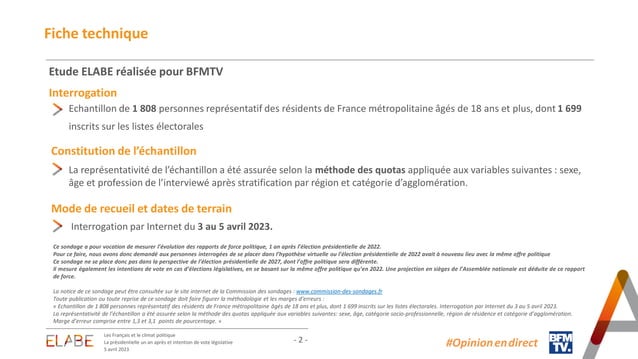 Fiche technique
Etude ELABE réalisée pour BFMTV
Interrogation
Echantillon de 1 808 personnes représentatif des résidents de France métropolitaine âgés de 18 ans et plus, dont 1 699
inscrits sur les listes électorales
Constitution de l'échantillon
La représentativité de l'échantillon a été assurée selon la méthode des quotas appliquée aux variables suivantes : sexe,
âge et profession de l'interviewé après stratification par région et catégorie d'agglomération.
Mode de recueil et dates de terrain
Interrogation par Internet du 3 au 5 avril 2023.
Ce sondage a pour vocation de mesurer l'évolution des rapports de force politique, 1 an après l'élection présidentielle de 2022.
Pour ce faire, nous avons donc demandé aux personnes interrogées de se placer dans l'hypothèse virtuelle où l'élection présidentielle de 2022 avait à nouveau lieu avec la même offre politique
Ce sondage ne se place donc pas dans la perspective de l'élection présidentielle de 2027, dont l'offre politique sera différente.
Il mesure également les intentions de vote en cas d'élections législatives, en se basant sur la même offre politique qu'en 2022. Une projection en sièges de l'Assemblée nationale est déduite de ce rapport
de force.
La notice de ce sondage peut être consultée sur le site internet de la Commission des sondages : www.commission-des-sondages.fr
Toute publication ou toute reprise de ce sondage doit faire figurer la méthodologie et les marges d'erreurs :
« Echantillon de 1 808 personnes représentatif des résidents de France métropolitaine âgés de 18 ans et plus, dont 1 699 inscrits sur les listes électorales. Interrogation par Internet du 3 au 5 avril 2023.
La représentativité de l'échantillon a été assurée selon la méthode des quotas appliquée aux variables suivantes: sexe, âge, catégorie socio-professionnelle, région de résidence et catégorie d'agglomération.
Marge d'erreur comprise entre 1,3 et 3,1 points de pourcentage. »
ELABE
Les Français et le climat politique
La présidentielle un an après et intention de vote législative
5 avril 2023
- 2 -
#Opinion en direct
BFM
TV.